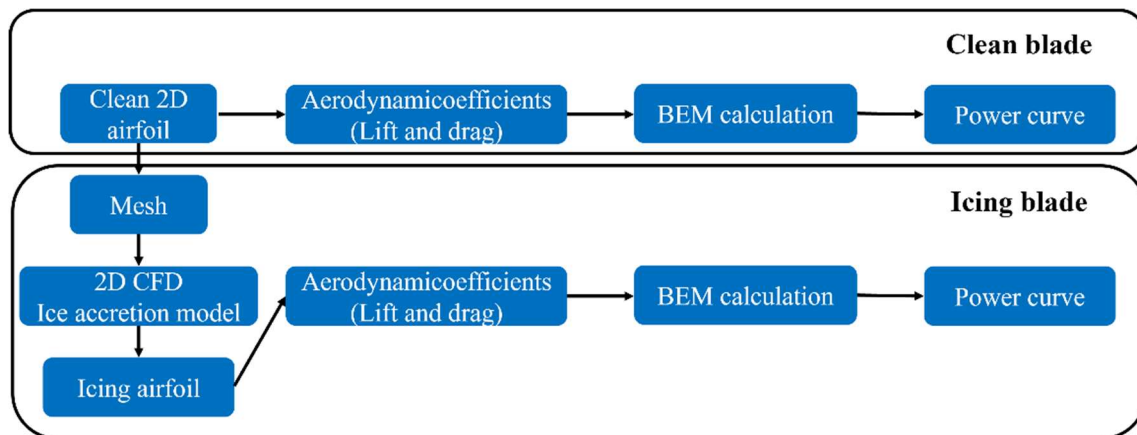 Clean blade
Clean 2D
airfoil
Aerodynamicoefficients
(Lift and drag)
BEM calculation
Power curve
Icing blade
Mesh
2D CFD
Ice accretion model
Icing airfoil
Aerodynamicoefficients
(Lift and drag)
BEM calculation
Power curve